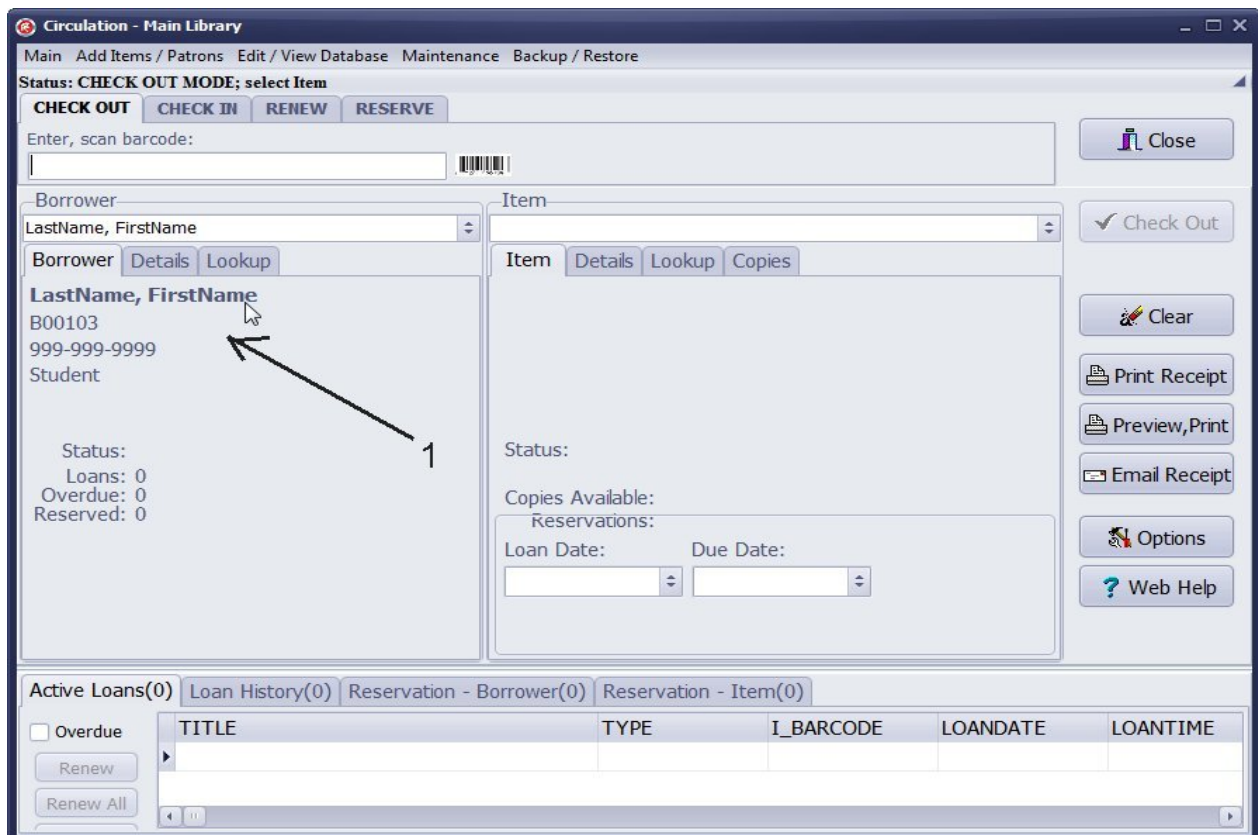 Circulation - Main Library
Main Add Items / Patrons Edit / View Database Maintenance Backup / Restore
Status: CHECK OUT MODE; select Item
CHECK OUT CHECK IN RENEW RESERVE
Enter, scan barcode:
Close
Borrower
LastName, FirstName
Borrower Details Lookup
LastName, FirstName
B00103
999-999-9999
Student
1
Status:
Loans: 0
Overdue: 0
Reserved: 0
Item
Item Details Lookup Copies
Status:
Copies Available:
Reservations:
Loan Date: Due Date:
Check Out
Clear
Print Receipt
Preview,Print
Email Receipt
Options
Web Help
Active Loans(0) Loan History(0) Reservation - Borrower(0) Reservation - Item(0)
Overdue
Renew
Renew All
TITLE TYPE I_BARCODE LOANDATE LOANTIME